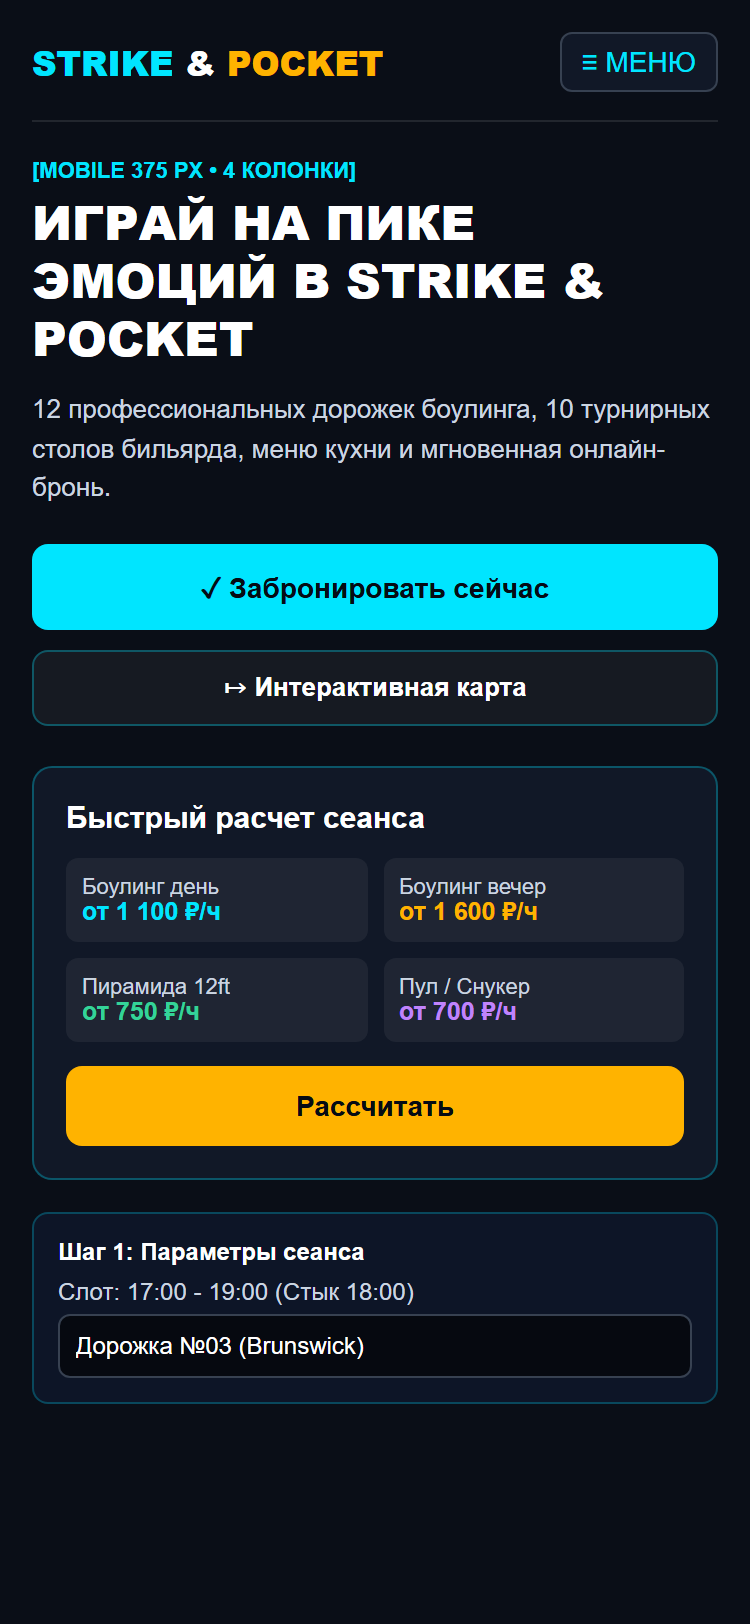 STRIKE & POCKET
≡ МЕНЮ
[MOBILE 375 PX • 4 КОЛОНКИ]
ИГРАЙ НА ПИКЕ
ЭМОЦИЙ В STRIKE &
POCKET
12 профессиональных дорожек боулинга, 10 турнирных
столов бильярда, меню кухни и мгновенная онлайн-
бронь.
✓ Забронировать сейчас
↦ Интерактивная карта
Быстрый расчет сеанса
Боулинг день
от 1 100 ₽/ч
Боулинг вечер
от 1 600 ₽/ч
Пирамида 12ft
от 750 ₽/ч
Пул / Снукер
от 700 ₽/ч
Рассчитать
Шаг 1: Параметры сеанса
Слот: 17:00 - 19:00 (Стык 18:00)
Дорожка №03 (Brunswick)